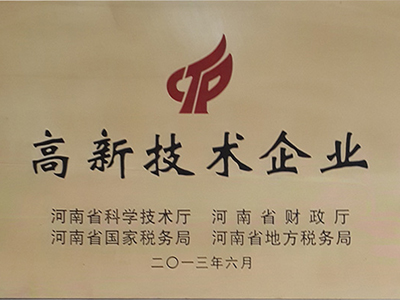 CTP
高新技术企业
河南省科学技术厅 河南省财政厅
河南省国家税务局 河南省地方税务局
二〇一三年六月